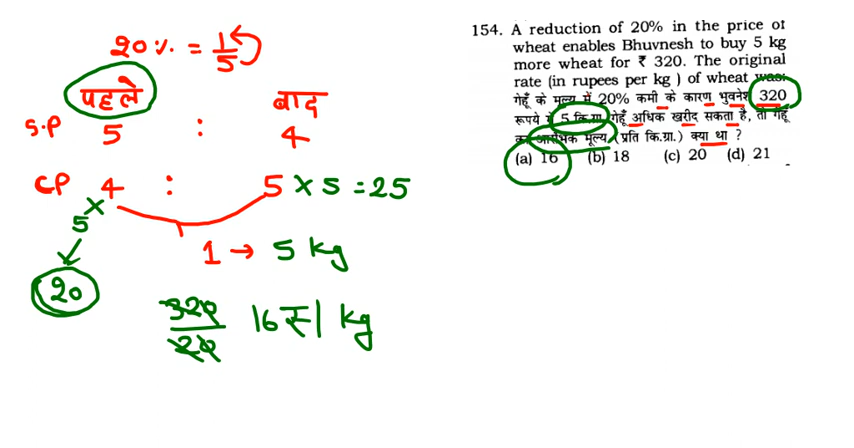 20% = 1/5
पहले बाद
S.P 5 : 4
CP 4 : 5 × 5 = 25
× 5
1 → 5 kg
20
320/20 16₹/kg
154. A reduction of 20% in the price of
wheat enables Bhuvnesh to buy 5 kg
more wheat for ₹ 320. The original
rate (in rupees per kg ) of wheat was:
गेहूँ के मूल्य में 20% कमी के कारण भुवनेश 320
रूपये में 5 कि.ग्रा. गेहूँ अधिक खरीद सकता है, तो गेहूँ
का आरंभिक मूल्य (प्रति कि.ग्रा.) क्या था ?
(a) 16 (b) 18 (c) 20 (d) 21